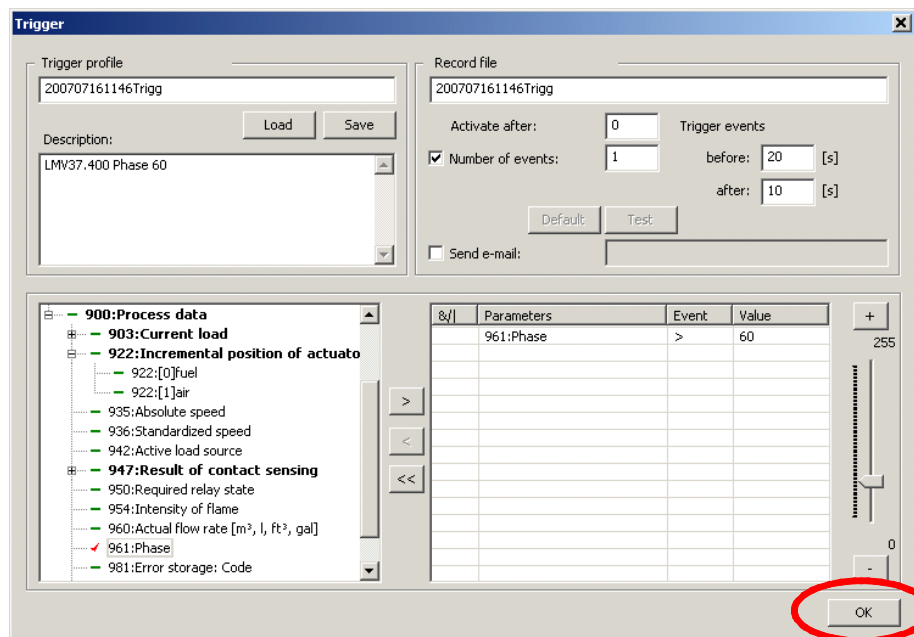 Trigger
Trigger profile
200707161146Trigg
Load
Save
Description:
LMV37.400 Phase 60
Record file
200707161146Trigg
Activate after:
0
Trigger events
Number of events:
1
before:
20
[s]
after:
10
[s]
Default
Test
Send e-mail:
900:Process data
903:Current load
922:Incremental position of actuato
922:[0]fuel
922:[1]air
935:Absolute speed
936:Standardized speed
942:Active load source
947:Result of contact sensing
950:Required relay state
954:Intensity of flame
960:Actual flow rate [m³, l, ft³, gal]
961:Phase
981:Error storage: Code
>
<
<<
&/| Parameters Event Value
961:Phase > 60
+
255
0
-
OK